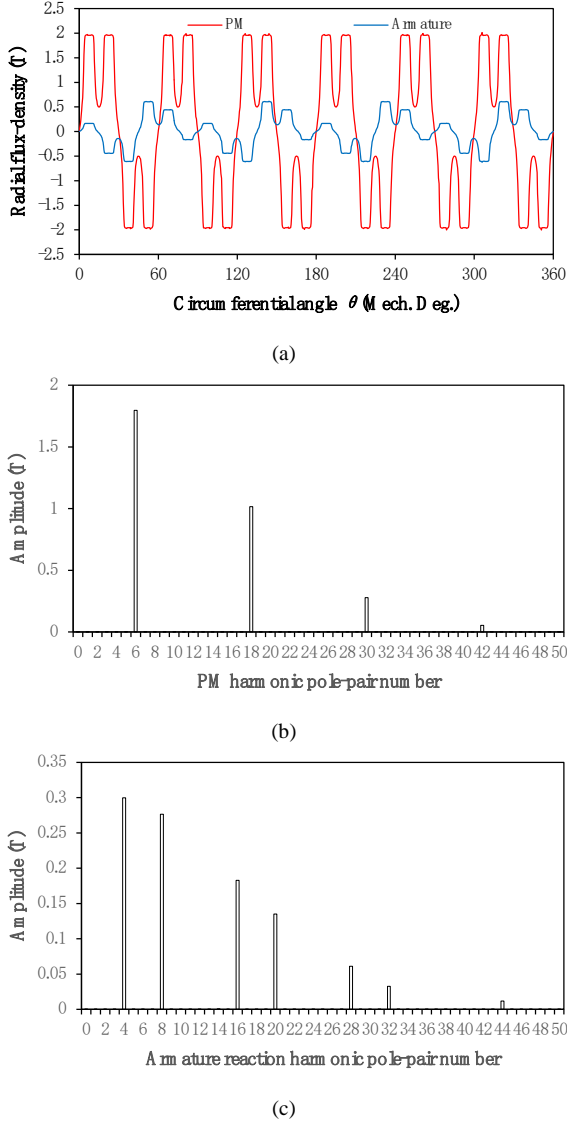 PM Armature
2.5
2
1.5
1
0.5
0
-0.5
-1
-1.5
-2
-2.5
Radial flux-density (T)
0 60 120 180 240 300 360
Circumferential angle θ (Mech. Deg.)
(a)
2
1.5
1
0.5
0
Amplitude (T)
0 2 4 6 8 10 12 14 16 18 20 22 24 26 28 30 32 34 36 38 40 42 44 46 48 50
PM harmonic pole-pair number
(b)
0.35
0.3
0.25
0.2
0.15
0.1
0.05
0
Amplitude (T)
0 2 4 6 8 10 12 14 16 18 20 22 24 26 28 30 32 34 36 38 40 42 44 46 48 50
Armature reaction harmonic pole-pair number
(c)